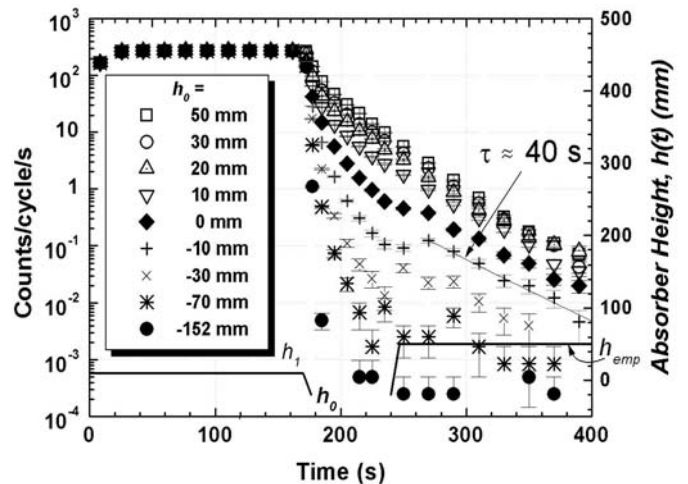 10³
10²
10
1
10⁻¹
10⁻²
10⁻³
10⁻⁴
Counts/cycle/s
h₀ =
50 mm
30 mm
20 mm
10 mm
0 mm
-10 mm
-30 mm
-70 mm
-152 mm
τ ≈ 40 s
h₁
h₀
h_emp
500
400
300
200
100
0
Absorber Height, h(t) (mm)
0 100 200 300 400
Time (s)